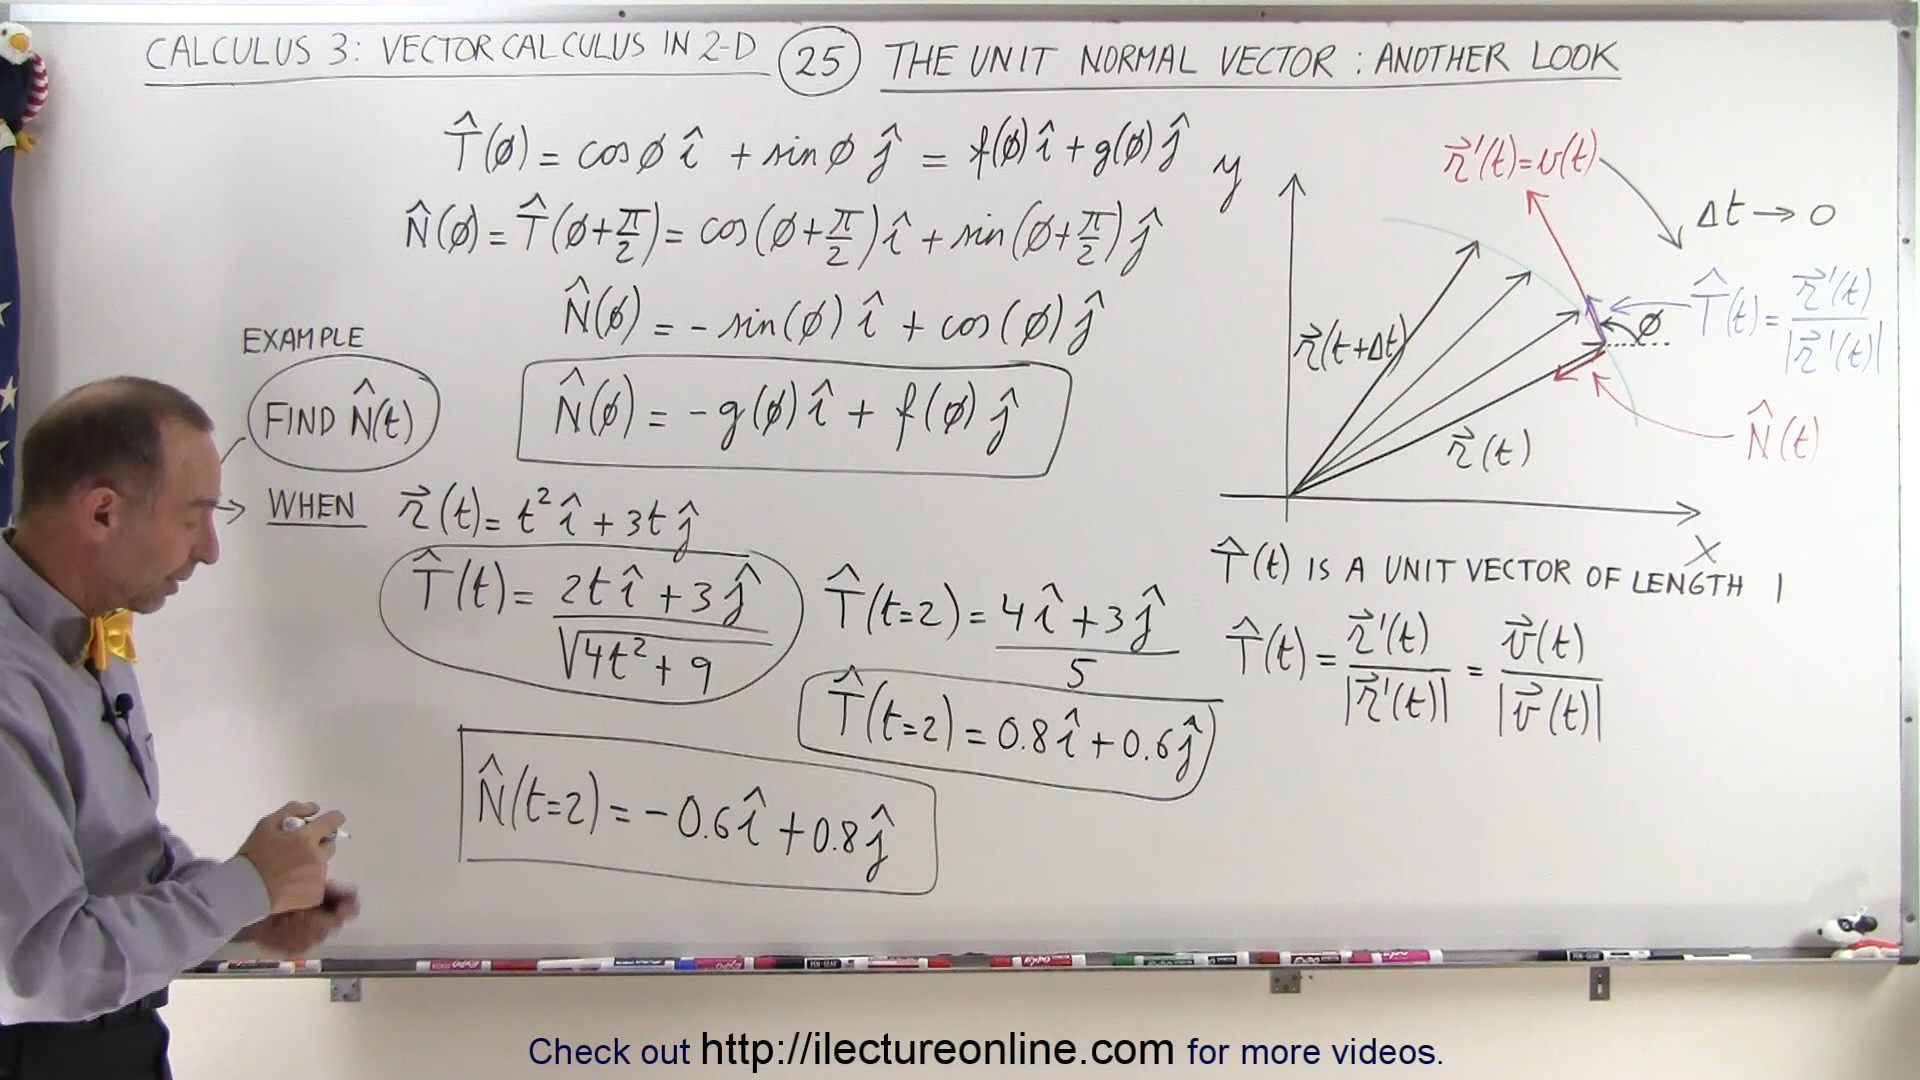 CALCULUS 3: VECTOR CALCULUS IN 2-D 25 THE UNIT NORMAL VECTOR: ANOTHER LOOK
T̂(φ) = cosφ î + sinφ ĵ = f(φ) î + g(φ) ĵ
N̂(φ) = T̂(φ+π/2) = cos(φ+π/2) î + sin(φ+π/2) ĵ
N̂(φ) = -sin(φ) î + cos(φ) ĵ
N̂(φ) = -g(φ) î + f(φ) ĵ
EXAMPLE
FIND N̂(t)
WHEN r⃗(t) = t² î + 3t ĵ
T̂(t) = (2t î + 3 ĵ)/√(4t² + 9)
T̂(t=2) = (4 î + 3 ĵ)/5
T̂(t=2) = 0.8 î + 0.6 ĵ
N̂(t=2) = -0.6 î + 0.8 ĵ
y
r⃗'(t) = v(t)
Δt → 0
T̂(t) = r⃗'(t)/|r⃗'(t)|
φ
r⃗(t+Δt)
N̂(t)
r⃗(t)
x
T̂(t) IS A UNIT VECTOR OF LENGTH 1
T̂(t) = r⃗'(t)/|r⃗'(t)| = v⃗(t)/|v⃗(t)|
Check out http://ilectureonline.com for more videos.